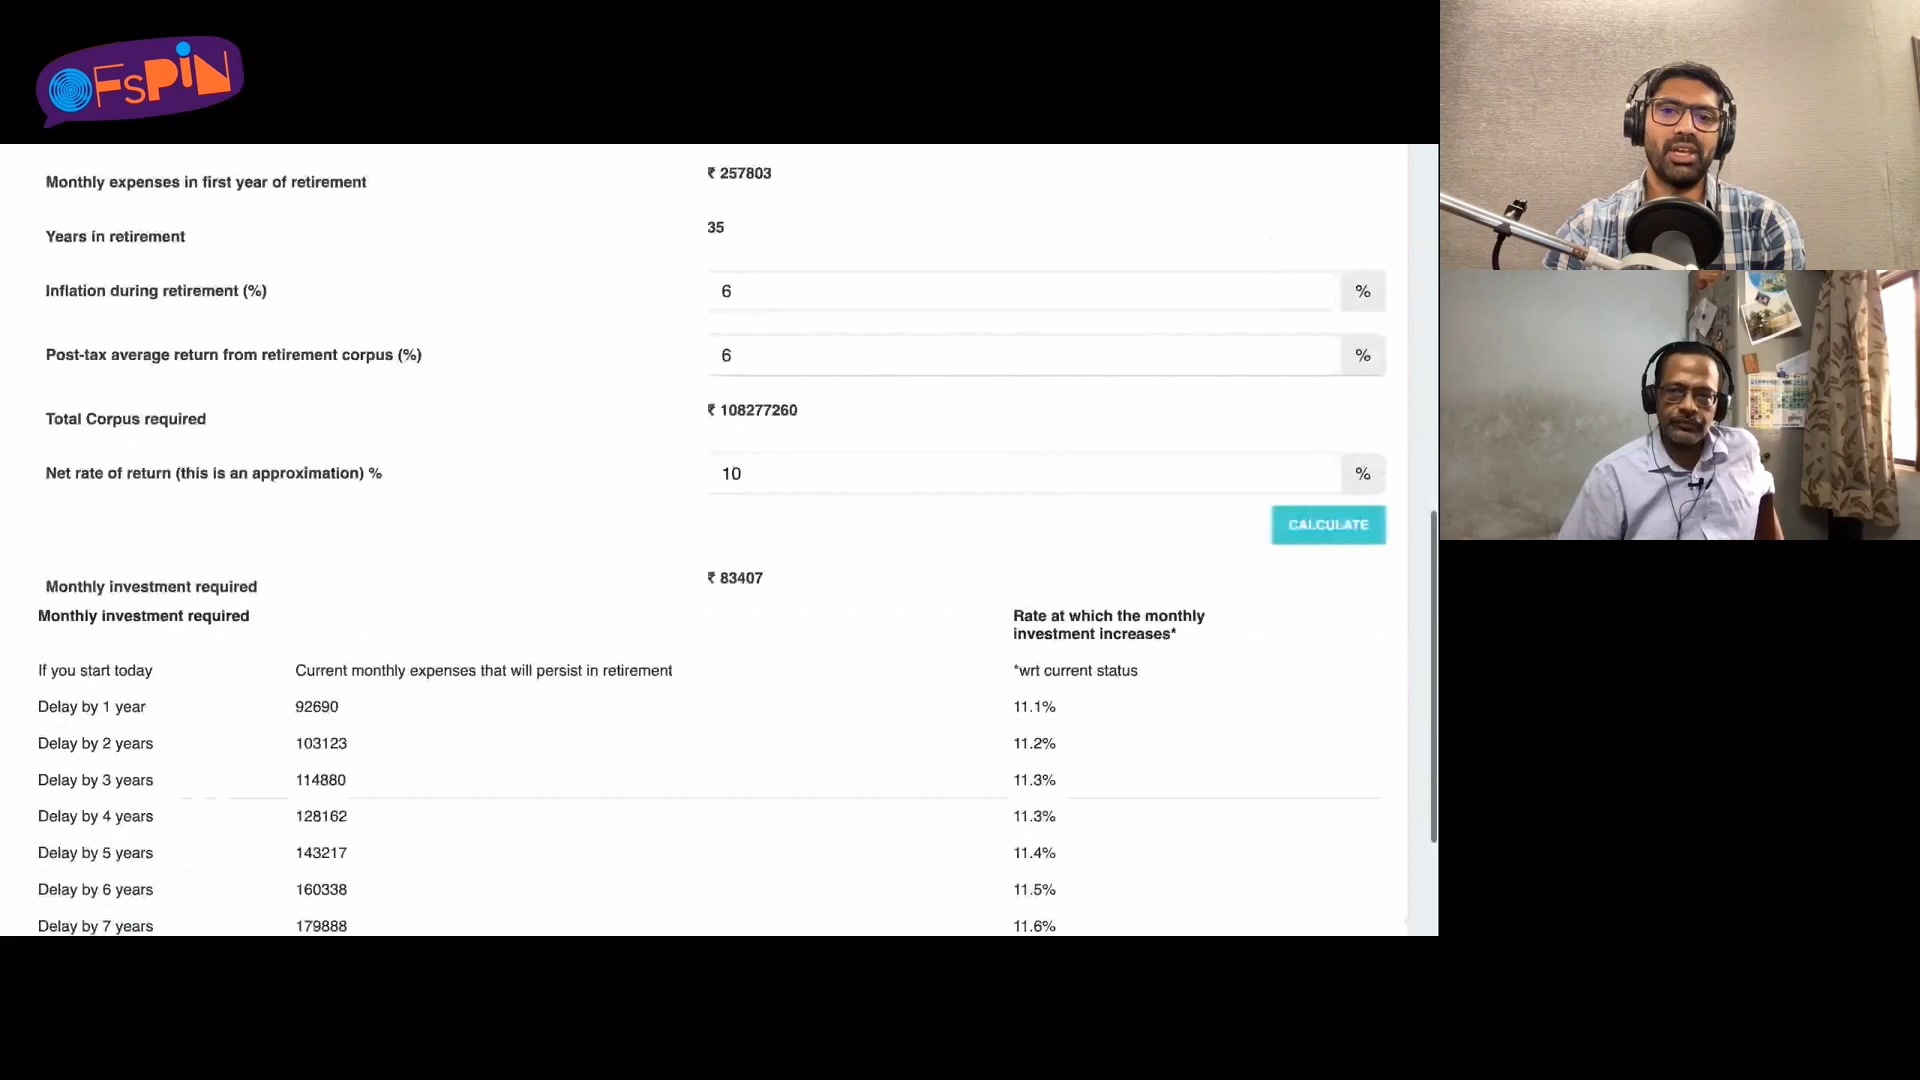 OFSPIN
Monthly expenses in first year of retirement ₹ 257803
Years in retirement 35
Inflation during retirement (%) 6 %
Post-tax average return from retirement corpus (%) 6 %
Total Corpus required ₹ 108277260
Net rate of return (this is an approximation) % 10 %
CALCULATE
Monthly investment required ₹ 83407
Monthly investment required Rate at which the monthly
investment increases*
If you start today Current monthly expenses that will persist in retirement *wrt current status
Delay by 1 year 92690 11.1%
Delay by 2 years 103123 11.2%
Delay by 3 years 114880 11.3%
Delay by 4 years 128162 11.3%
Delay by 5 years 143217 11.4%
Delay by 6 years 160338 11.5%
Delay by 7 years 179888 11.6%